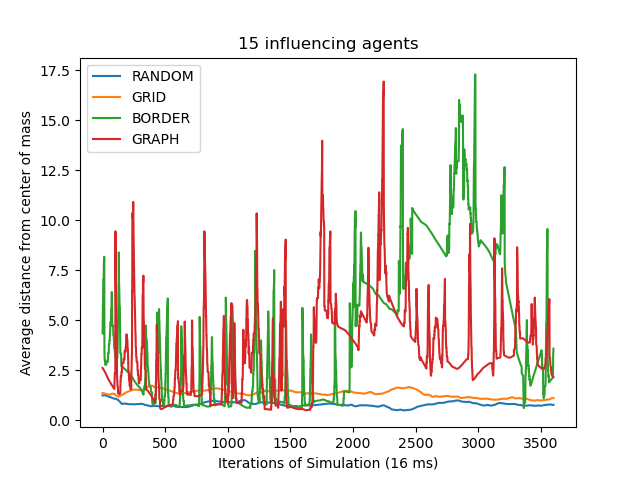 15 influencing agents
RANDOM
GRID
BORDER
GRAPH
Average distance from center of mass
17.5
15.0
12.5
10.0
7.5
5.0
2.5
0.0
0 500 1000 1500 2000 2500 3000 3500
Iterations of Simulation (16 ms)